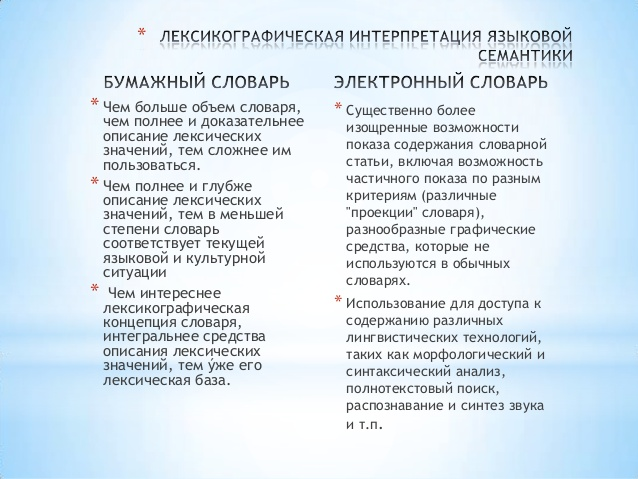 * ЛЕКСИКОГРАФИЧЕСКАЯ ИНТЕРПРЕТАЦИЯ ЯЗЫКОВОЙ
СЕМАНТИКИ
БУМАЖНЫЙ СЛОВАРЬ
* Чем больше объем словаря,
чем полнее и доказательнее
описание лексических
значений, тем сложнее им
пользоваться.
* Чем полнее и глубже
описание лексических
значений, тем в меньшей
степени словарь
соответствует текущей
языковой и культурной
ситуации
* Чем интереснее
лексикографическая
концепция словаря,
интегральнее средства
описания лексических
значений, тем у́же его
лексическая база.
ЭЛЕКТРОННЫЙ СЛОВАРЬ
* Существенно более
изощренные возможности
показа содержания словарной
статьи, включая возможность
частичного показа по разным
критериям (различные
"проекции" словаря),
разнообразные графические
средства, которые не
используются в обычных
словарях.
* Использование для доступа к
содержанию различных
лингвистических технологий,
таких как морфологический и
синтаксический анализ,
полнотекстовый поиск,
распознавание и синтез звука
и т.п.